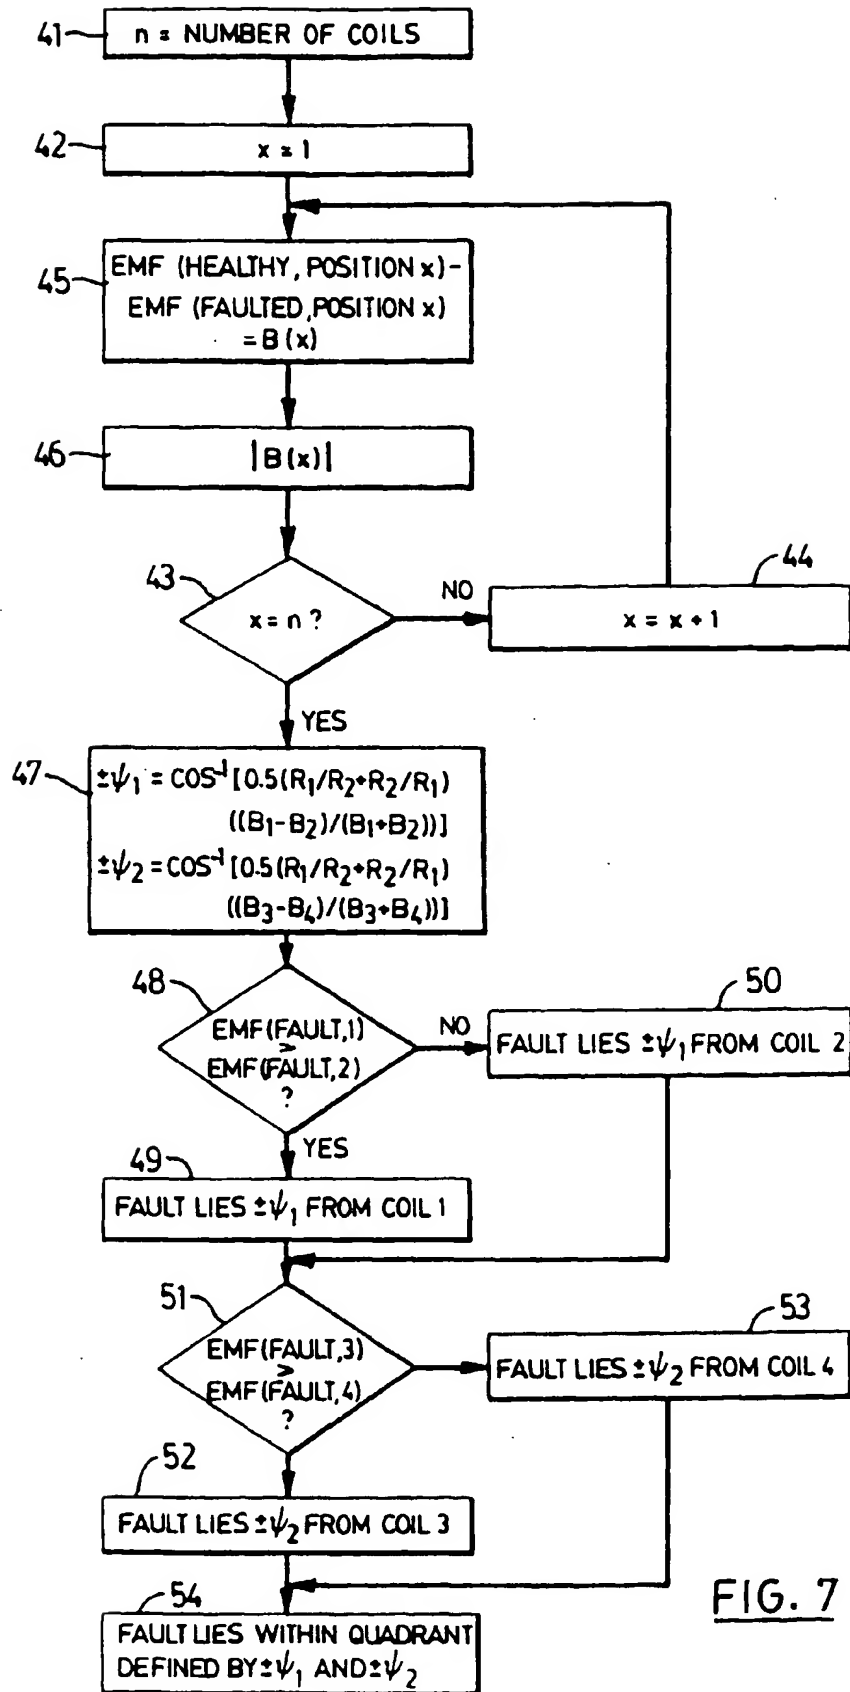 41
n = NUMBER OF COILS
42
x = 1
45
EMF (HEALTHY, POSITION x)-
EMF (FAULTED, POSITION x)
= B(x)
46
|B(x)|
43
x = n ?
NO
44
x = x + 1
YES
47
±ψ₁ = COS⁻¹ [0.5(R₁/R₂+R₂/R₁)
((B₁-B₂)/(B₁+B₂))]
±ψ₂ = COS⁻¹ [0.5(R₁/R₂+R₂/R₁)
((B₃-B₄)/(B₃+B₄))]
48
EMF(FAULT,1)
>
EMF(FAULT,2)
?
NO
50
FAULT LIES ±ψ₁ FROM COIL 2
YES
49
FAULT LIES ±ψ₁ FROM COIL 1
51
EMF(FAULT,3)
>
EMF(FAULT,4)
?
53
FAULT LIES ±ψ₂ FROM COIL 4
52
FAULT LIES ±ψ₂ FROM COIL 3
54
FAULT LIES WITHIN QUADRANT
DEFINED BY ±ψ₁ AND ±ψ₂
FIG. 7